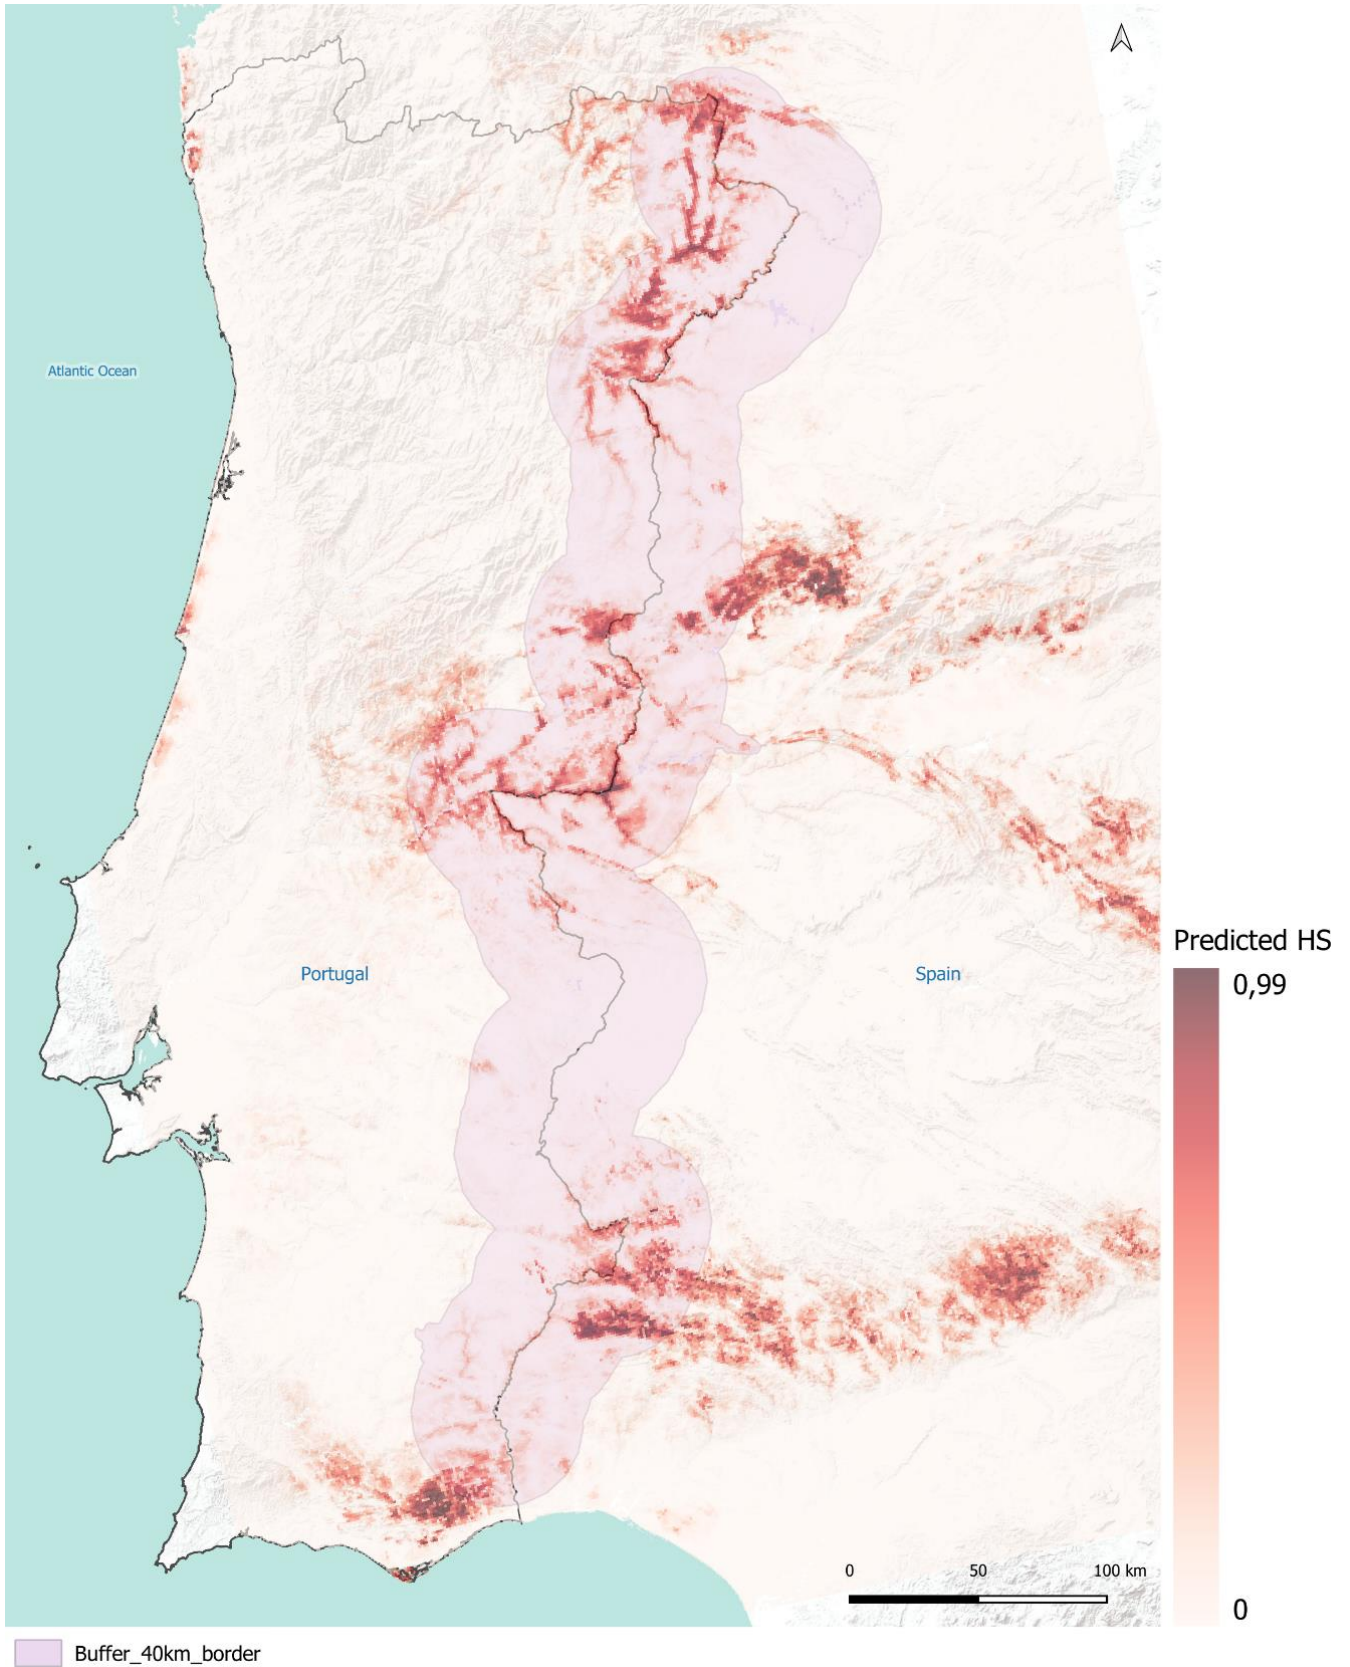 Atlantic Ocean
Predicted HS
Portugal
Spain
0,99
0 50 100 km
0
Buffer_40km_border